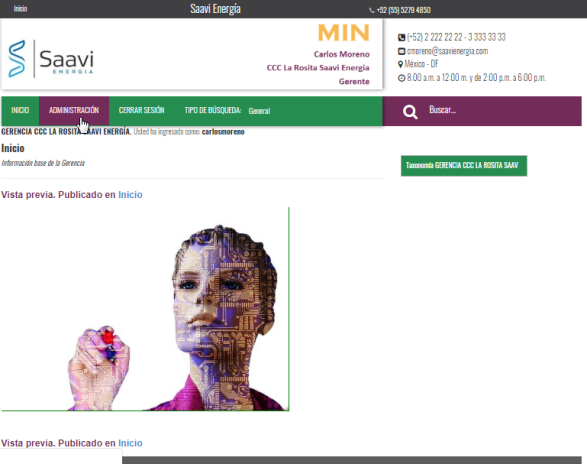 Inicio
Saavi Energía
+52 (55) 5279 4850
MIN
Saavi
ENERGIA
Carlos Moreno
CCC La Rosita Saavi Energia
Gerente
(+52) 2 222 22 22 - 3 333 33 33
cmoreno@saavienergia.com
México - DF
8:00 a.m. a 12:00 m. y de 2:00 p.m. a 6:00 p.m.
INICIO
ADMINISTRACIÓN
CERRAR SESIÓN
TIPO DE BÚSQUEDA: General
Buscar...
GERENCIA CCC LA ROSITA SAAVI ENERGÍA. Usted ha ingresado como: carlosmoreno
Inicio
Información base de la Gerencia
Taxonomía GERENCIA CCC LA ROSITA SAAV
Vista previa. Publicado en Inicio
Vista previa. Publicado en Inicio